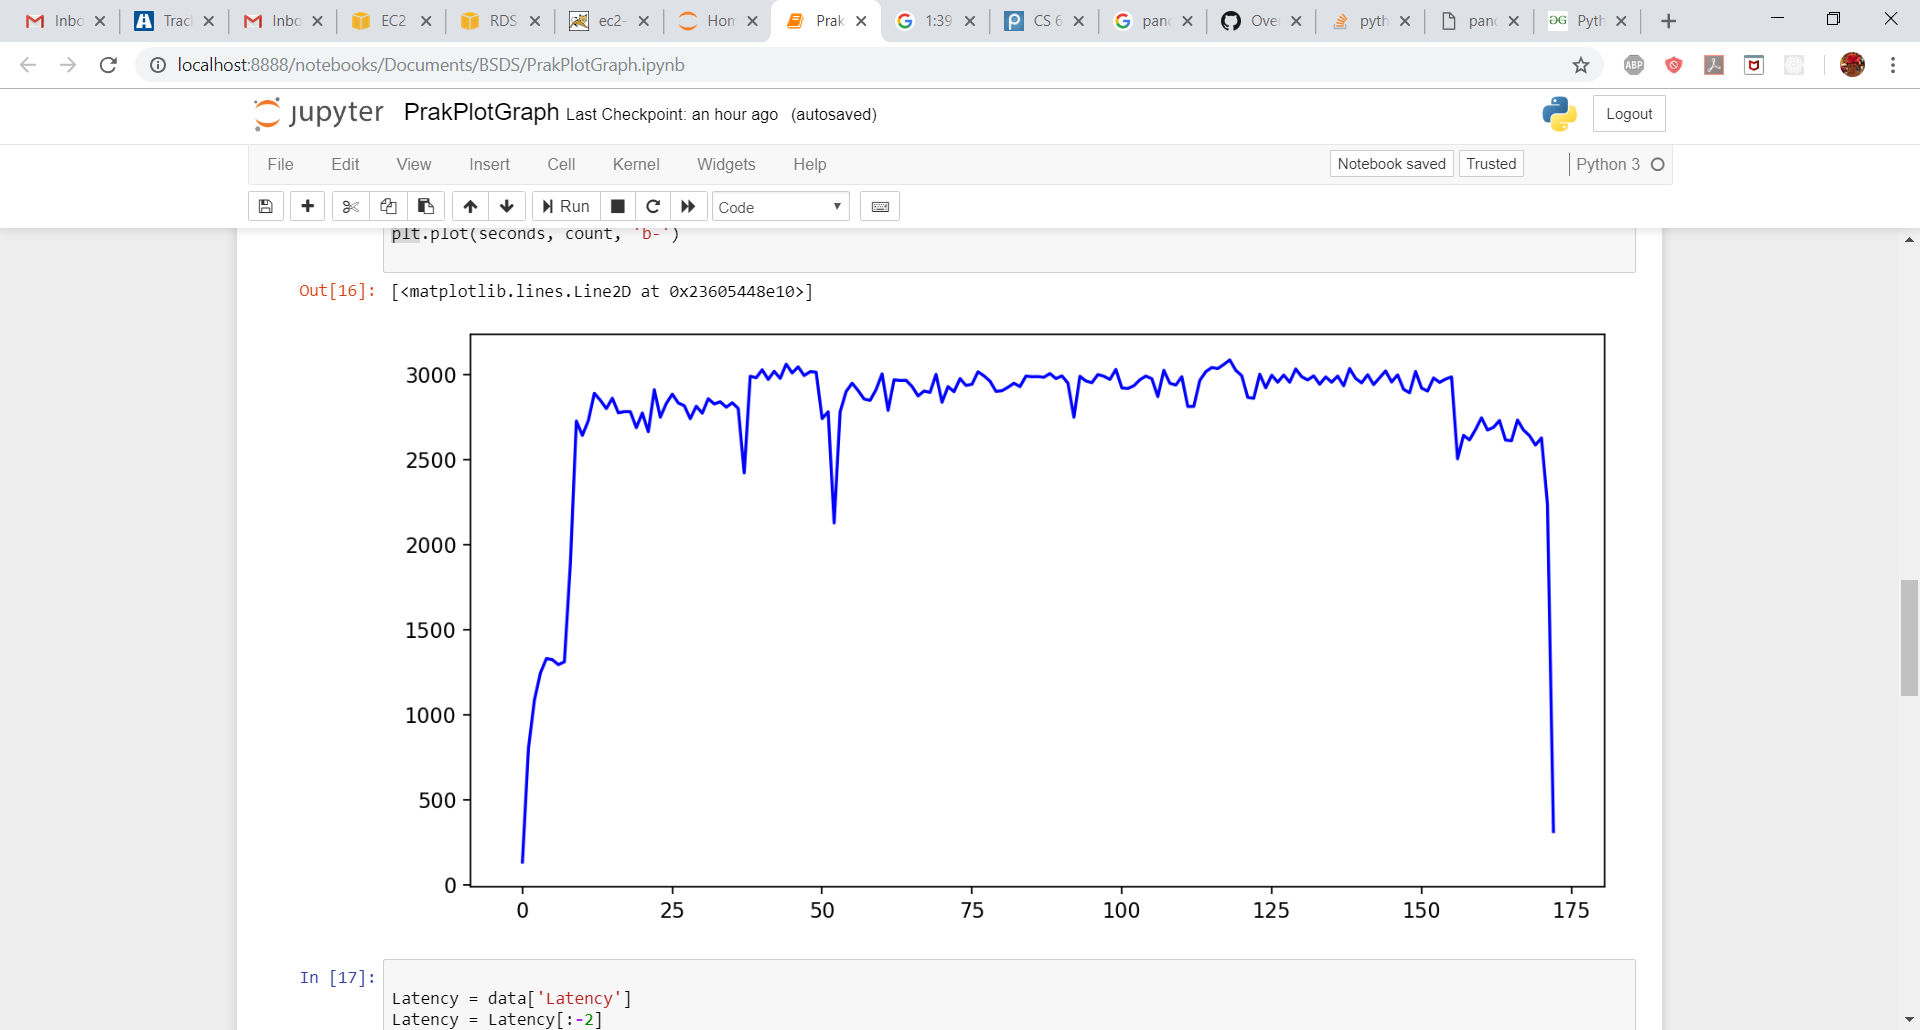 Inbo Trac Inbo EC2 RDS ec2- Hom Prak 1:39 CS 6 pand Over pyth pand Pyth
localhost:8888/notebooks/Documents/BSDS/PrakPlotGraph.ipynb ABP
jupyter PrakPlotGraph Last Checkpoint: an hour ago (autosaved) Logout
File Edit View Insert Cell Kernel Widgets Help Notebook saved Trusted Python 3
Run Code
plt.plot(seconds, count, 'b-')
Out[16]: [<matplotlib.lines.Line2D at 0x23605448e10>]
3000
2500
2000
1500
1000
500
0
0 25 50 75 100 125 150 175
In [17]:
Latency = data['Latency']
Latency = Latency[:-2]